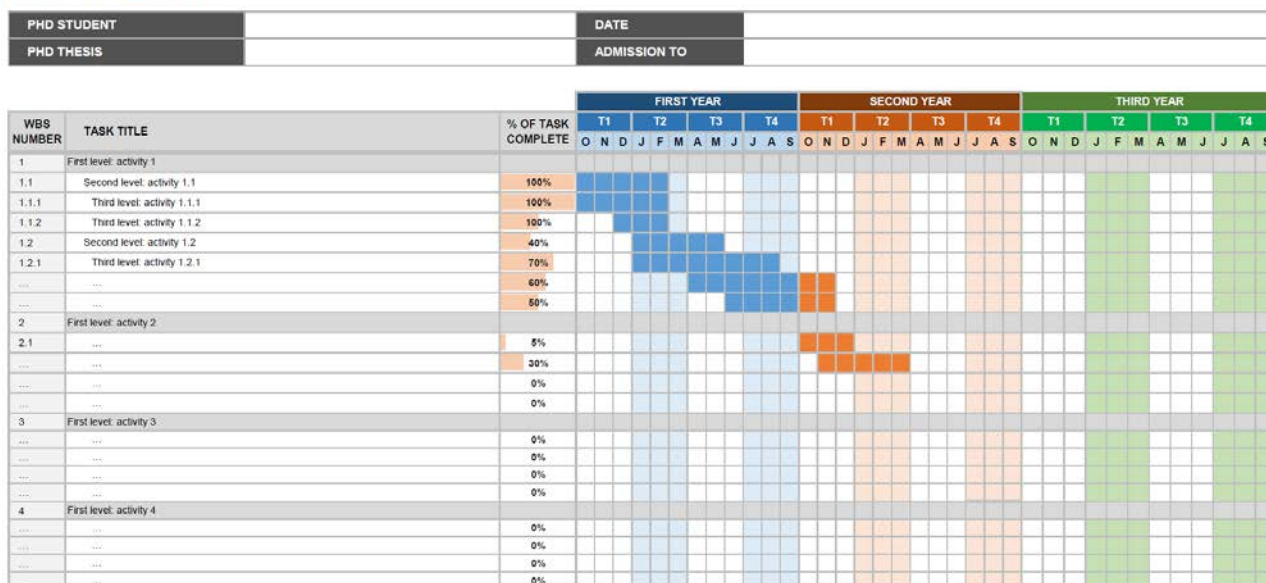 PHD STUDENT DATE
PHD THESIS ADMISSION TO
FIRST YEAR SECOND YEAR THIRD YEAR
WBS NUMBER TASK TITLE % OF TASK COMPLETE T1 T2 T3 T4 T1 T2 T3 T4 T1 T2 T3 T4
O N D J F M A M J J A S O N D J F M A M J J A S O N D J F M A M J J A S
1 First level: activity 1
1.1 Second level: activity 1.1 100%
1.1.1 Third level: activity 1.1.1 100%
1.1.2 Third level: activity 1.1.2 100%
1.2 Second level: activity 1.2 40%
1.2.1 Third level: activity 1.2.1 70%
... ... 60%
... ... 50%
2 First level: activity 2
2.1 ... 5%
... ... 30%
... ... 0%
... ... 0%
3 First level: activity 3
... ... 0%
... ... 0%
... ... 0%
... ... 0%
4 First level: activity 4
... ... 0%
... ... 0%
... ... 0%
... 0%